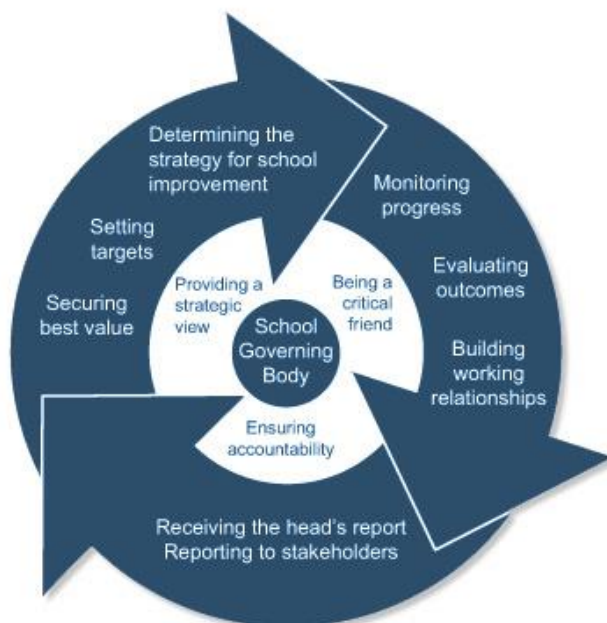 Determining the
strategy for school
improvement
Setting
targets
Securing
best value
Providing a
strategic
view
Monitoring
progress
Evaluating
outcomes
Building
working
relationships
Being a
critical
friend
School
Governing
Body
Ensuring
accountability
Receiving the head's report
Reporting to stakeholders